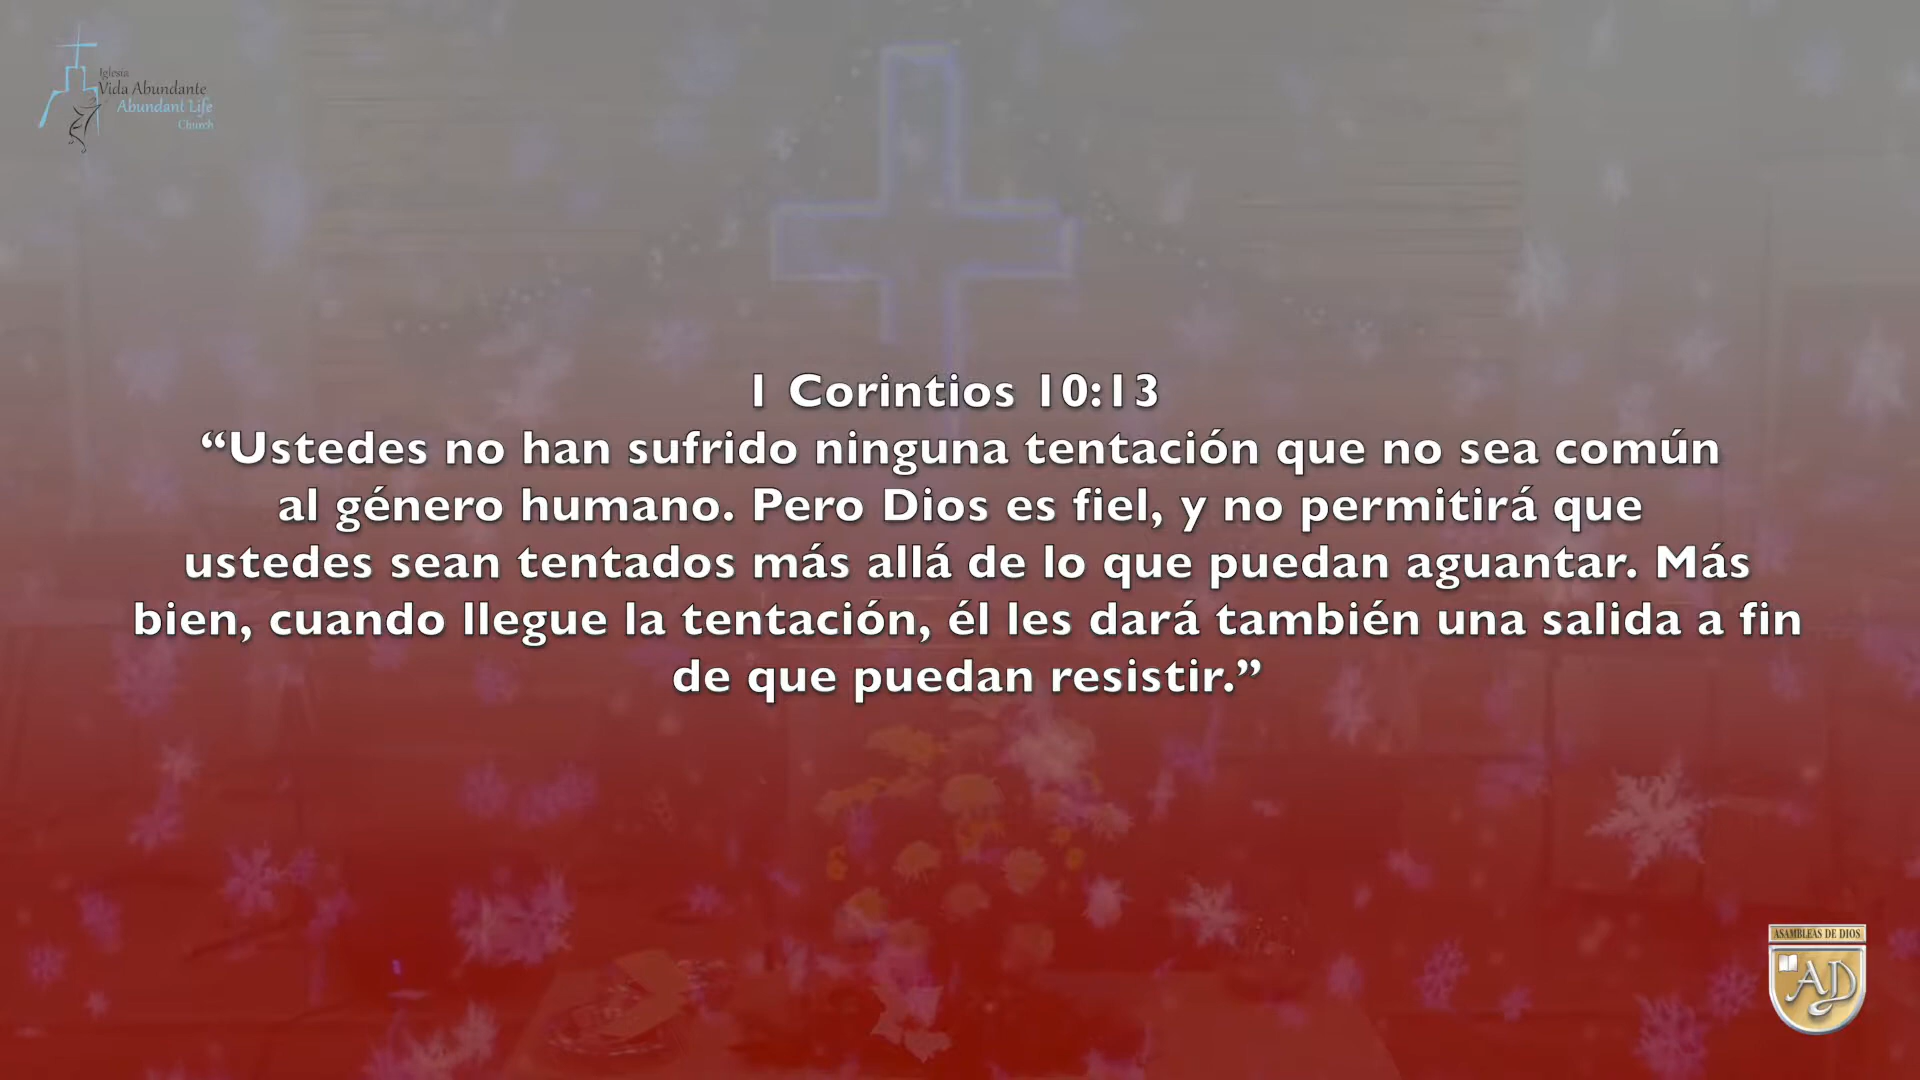 Iglesia
Vida Abundante
Abundant Life
Church
1 Corintios 10:13
“Ustedes no han sufrido ninguna tentación que no sea común
al género humano. Pero Dios es fiel, y no permitirá que
ustedes sean tentados más allá de lo que puedan aguantar. Más
bien, cuando llegue la tentación, él les dará también una salida a fin
de que puedan resistir.”
ASAMBLEAS DE DIOS
AD